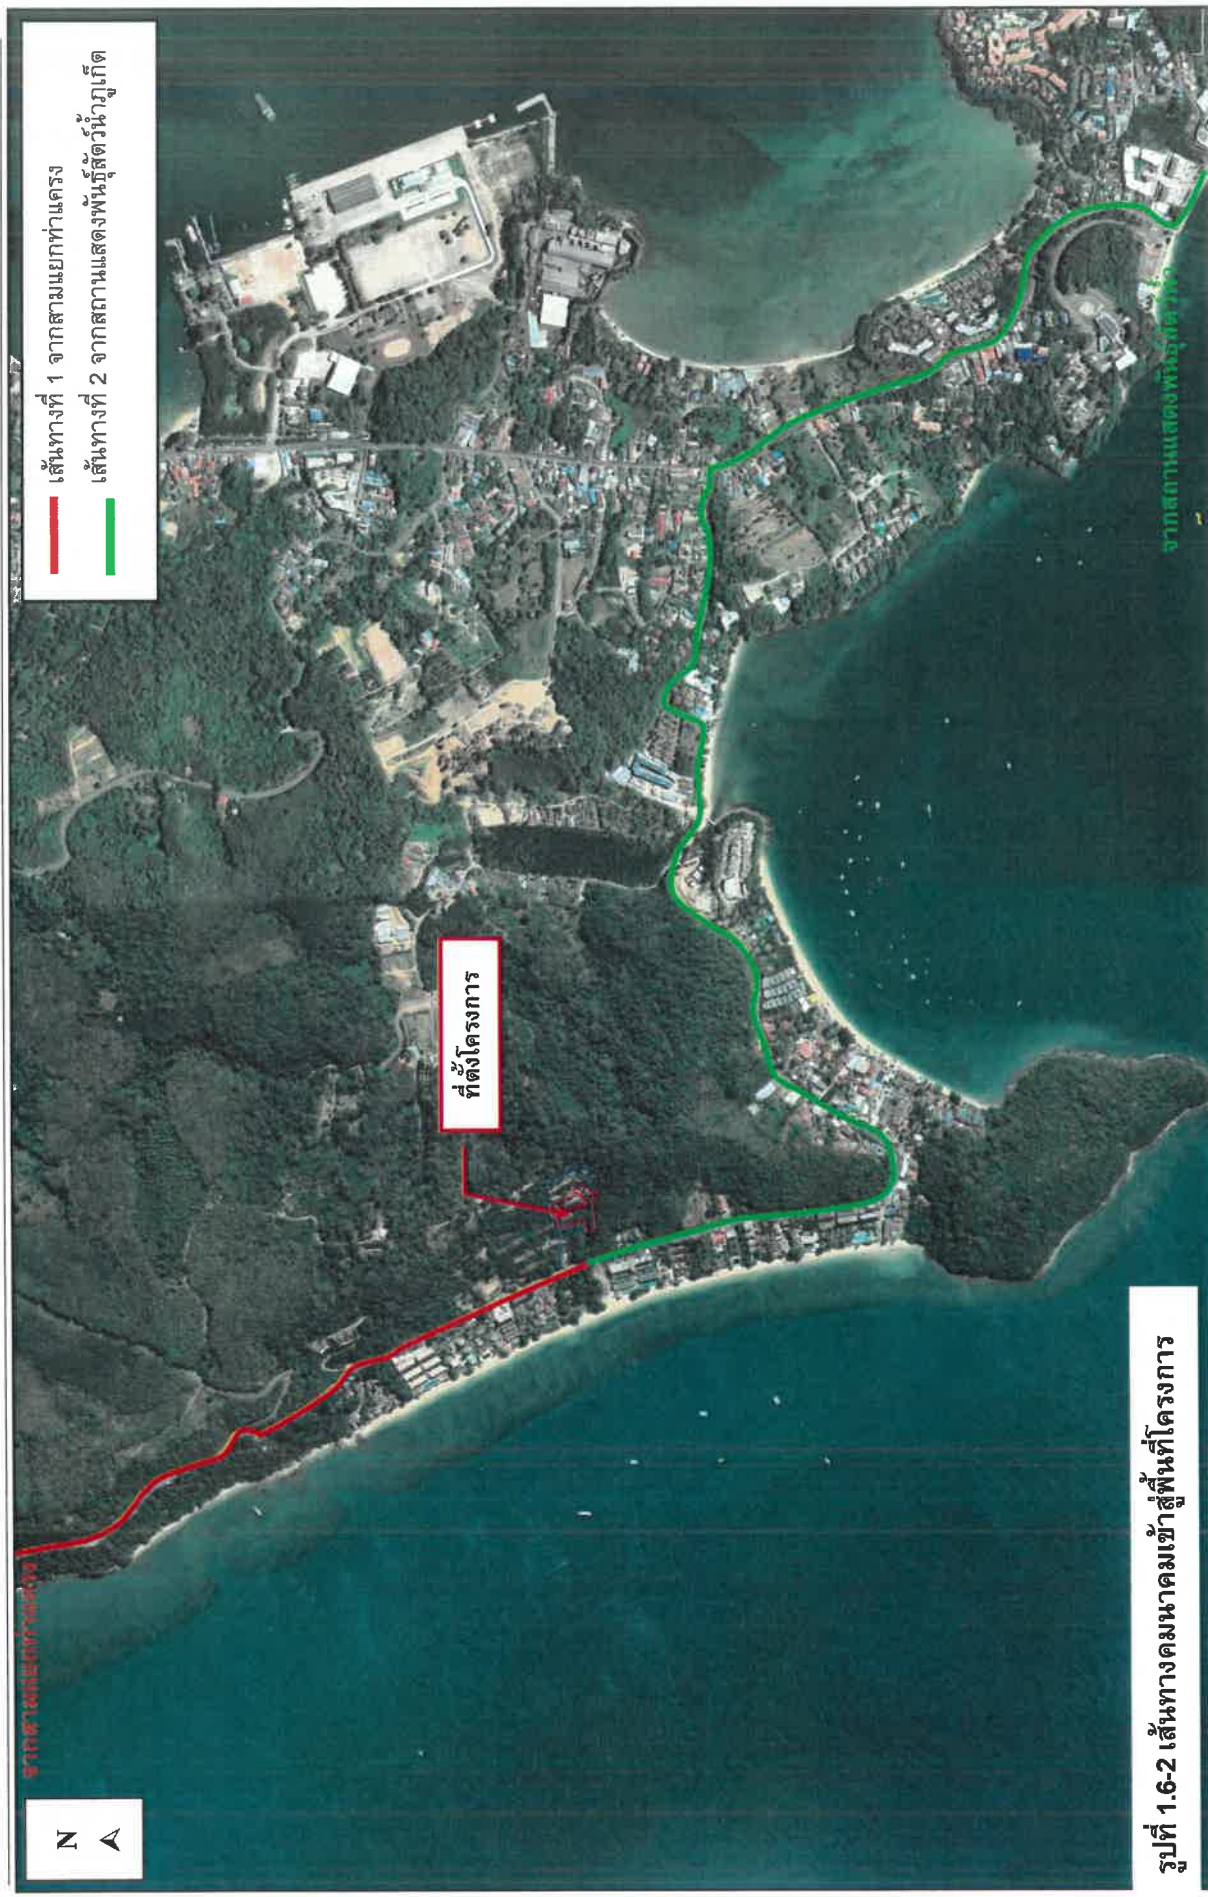 N
เส้นทางที่ 1 จากสามแยกท่าแครง
เส้นทางที่ 2 จากสถานแสดงพันธุ์สัตว์น้ำภูเก็ต
จากสามแยกท่าแครง
ที่ตั้งโครงการ
จากสถานแสดงพันธุ์สัตว์น้ำ
รูปที่ 1.6-2 เส้นทางคมนาคมเข้าสู่พื้นที่โครงการ